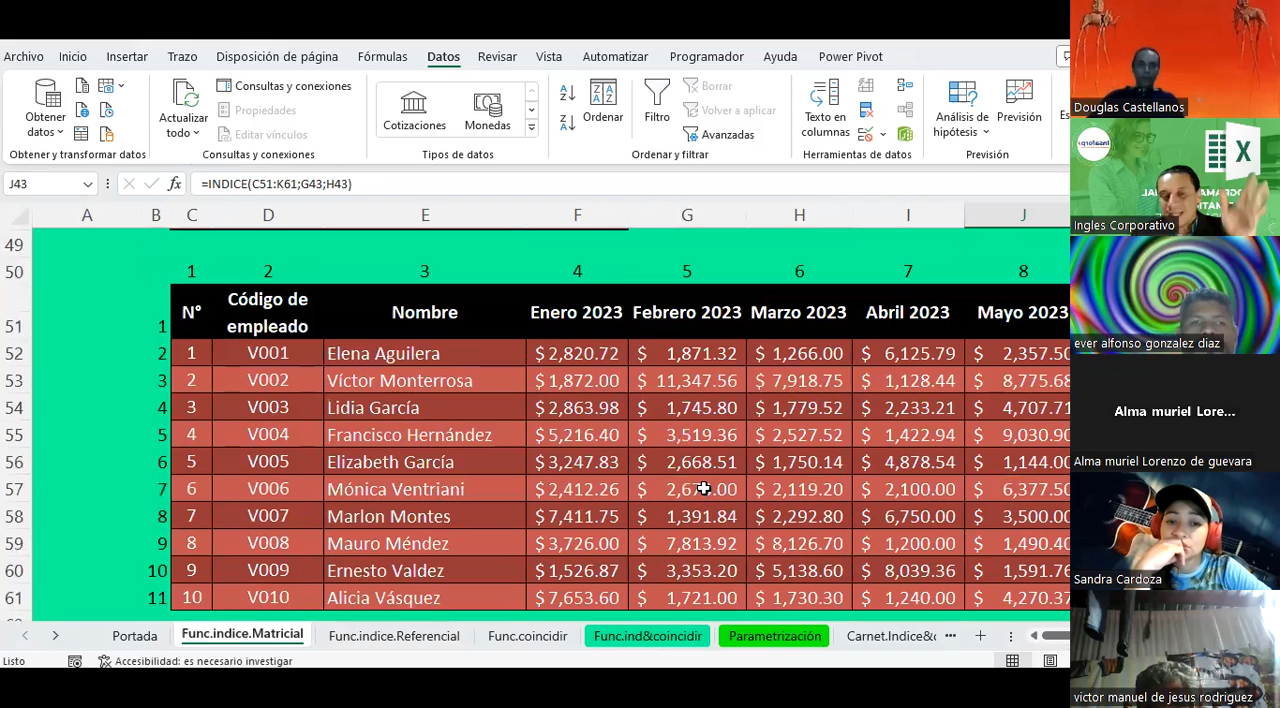 Archivo Inicio Insertar Trazo Disposición de página Fórmulas Datos Revisar Vista Automatizar Programador Ayuda Power Pivot
Obtener datos
Actualizar todo
Consultas y conexiones
Propiedades
Editar vínculos
Cotizaciones
Monedas
Ordenar
Filtro
Borrar
Volver a aplicar
Avanzadas
Texto en columnas
Análisis de hipótesis
Previsión
Obtener y transformar datos Consultas y conexiones Tipos de datos Ordenar y filtrar Herramientas de datos Previsión
J43 fx =INDICE(C51:K61;G43;H43)
A B C D E F G H I J
49
50 1 2 3 4 5 6 7 8
51 1 N° Código de empleado Nombre Enero 2023 Febrero 2023 Marzo 2023 Abril 2023 Mayo 2023
52 2 1 V001 Elena Aguilera $ 2,820.72 $ 1,871.32 $ 1,266.00 $ 6,125.79 $ 2,357.50
53 3 2 V002 Víctor Monterrosa $ 1,872.00 $ 11,347.56 $ 7,918.75 $ 1,128.44 $ 8,775.68
54 4 3 V003 Lidia García $ 2,863.98 $ 1,745.80 $ 1,779.52 $ 2,233.21 $ 4,707.71
55 5 4 V004 Francisco Hernández $ 5,216.40 $ 3,519.36 $ 2,527.52 $ 1,422.94 $ 9,030.90
56 6 5 V005 Elizabeth García $ 3,247.83 $ 2,668.51 $ 1,750.14 $ 4,878.54 $ 1,144.00
57 7 6 V006 Mónica Ventriani $ 2,412.26 $ $ 2,119.20 $ 2,100.00 $ 6,377.50
58 8 7 V007 Marlon Montes $ 7,411.75 $ 1,391.84 $ 2,292.80 $ 6,750.00 $ 3,500.00
59 9 8 V008 Mauro Méndez $ 3,726.00 $ 7,813.92 $ 8,126.70 $ 1,200.00 $ 1,490.40
60 10 9 V009 Ernesto Valdez $ 1,526.87 $ 3,353.20 $ 5,138.60 $ 8,039.36 $ 1,591.76
61 11 10 V010 Alicia Vásquez $ 7,653.60 $ 1,721.00 $ 1,730.30 $ 1,240.00 $ 4,270.37
Portada Func.indice.Matricial Func.indice.Referencial Func.coincidir Func.ind&coincidir Parametrización Carnet.Indice&c
Listo Accesibilidad: es necesario investigar
Douglas Castellanos
Ingles Corporativo
ever alfonso gonzalez diaz
Alma muriel Lore...
Alma muriel Lorenzo de guevara
Sandra Cardoza
victor manuel de jesus rodriguez